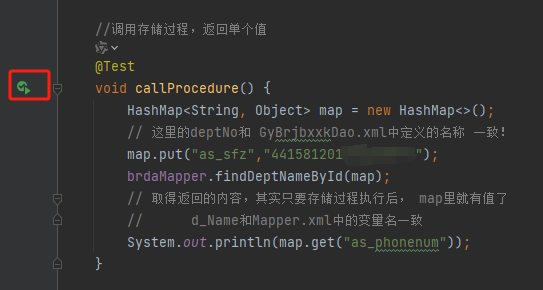 //调用存储过程，返回单个值
@Test
void callProcedure() {
HashMap<String, Object> map = new HashMap<>();
// 这里的deptNo和 GyBrjbxxkDao.xml中定义的名称 一致!
map.put("as_sfz","441581201");
brdaMapper.findDeptNameById(map);
// 取得返回的内容，其实只要存储过程执行后， map里就有值了
// d_Name和Mapper.xml中的变量名一致
System.out.println(map.get("as_phonenum"));
}